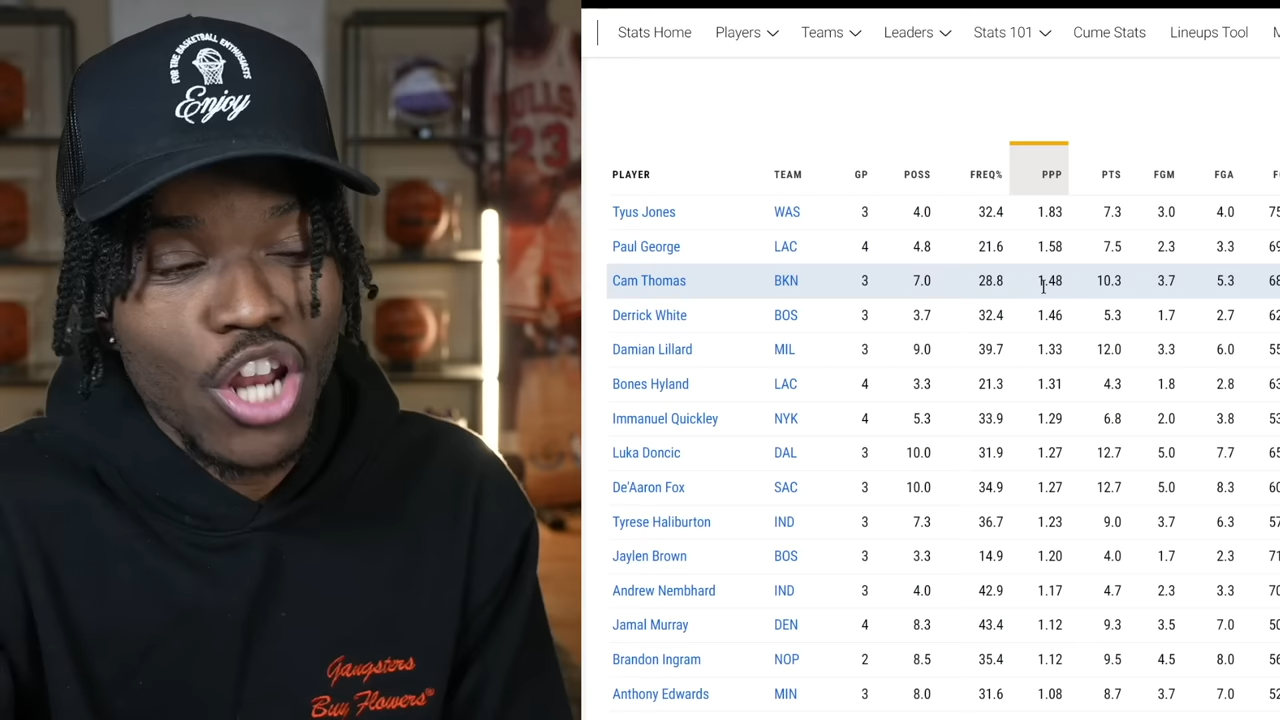 FOR THE BASKETBALL ENTHUSIASTS
Enjoy
BULLS
23
Gangsters
Buy Flowers®
Stats Home Players Teams Leaders Stats 101 Cume Stats Lineups Tool
PLAYER TEAM GP POSS FREQ% PPP PTS FGM FGA
Tyus Jones WAS 3 4.0 32.4 1.83 7.3 3.0 4.0
Paul George LAC 4 4.8 21.6 1.58 7.5 2.3 3.3
Cam Thomas BKN 3 7.0 28.8 1.48 10.3 3.7 5.3
Derrick White BOS 3 3.7 32.4 1.46 5.3 1.7 2.7
Damian Lillard MIL 3 9.0 39.7 1.33 12.0 3.3 6.0
Bones Hyland LAC 4 3.3 21.3 1.31 4.3 1.8 2.8
Immanuel Quickley NYK 4 5.3 33.9 1.29 6.8 2.0 3.8
Luka Doncic DAL 3 10.0 31.9 1.27 12.7 5.0 7.7
De'Aaron Fox SAC 3 10.0 34.9 1.27 12.7 5.0 8.3
Tyrese Haliburton IND 3 7.3 36.7 1.23 9.0 3.7 6.3
Jaylen Brown BOS 3 3.3 14.9 1.20 4.0 1.7 2.3
Andrew Nembhard IND 3 4.0 42.9 1.17 4.7 2.3 3.3
Jamal Murray DEN 4 8.3 43.4 1.12 9.3 3.5 7.0
Brandon Ingram NOP 2 8.5 35.4 1.12 9.5 4.5 8.0
Anthony Edwards MIN 3 8.0 31.6 1.08 8.7 3.7 7.0